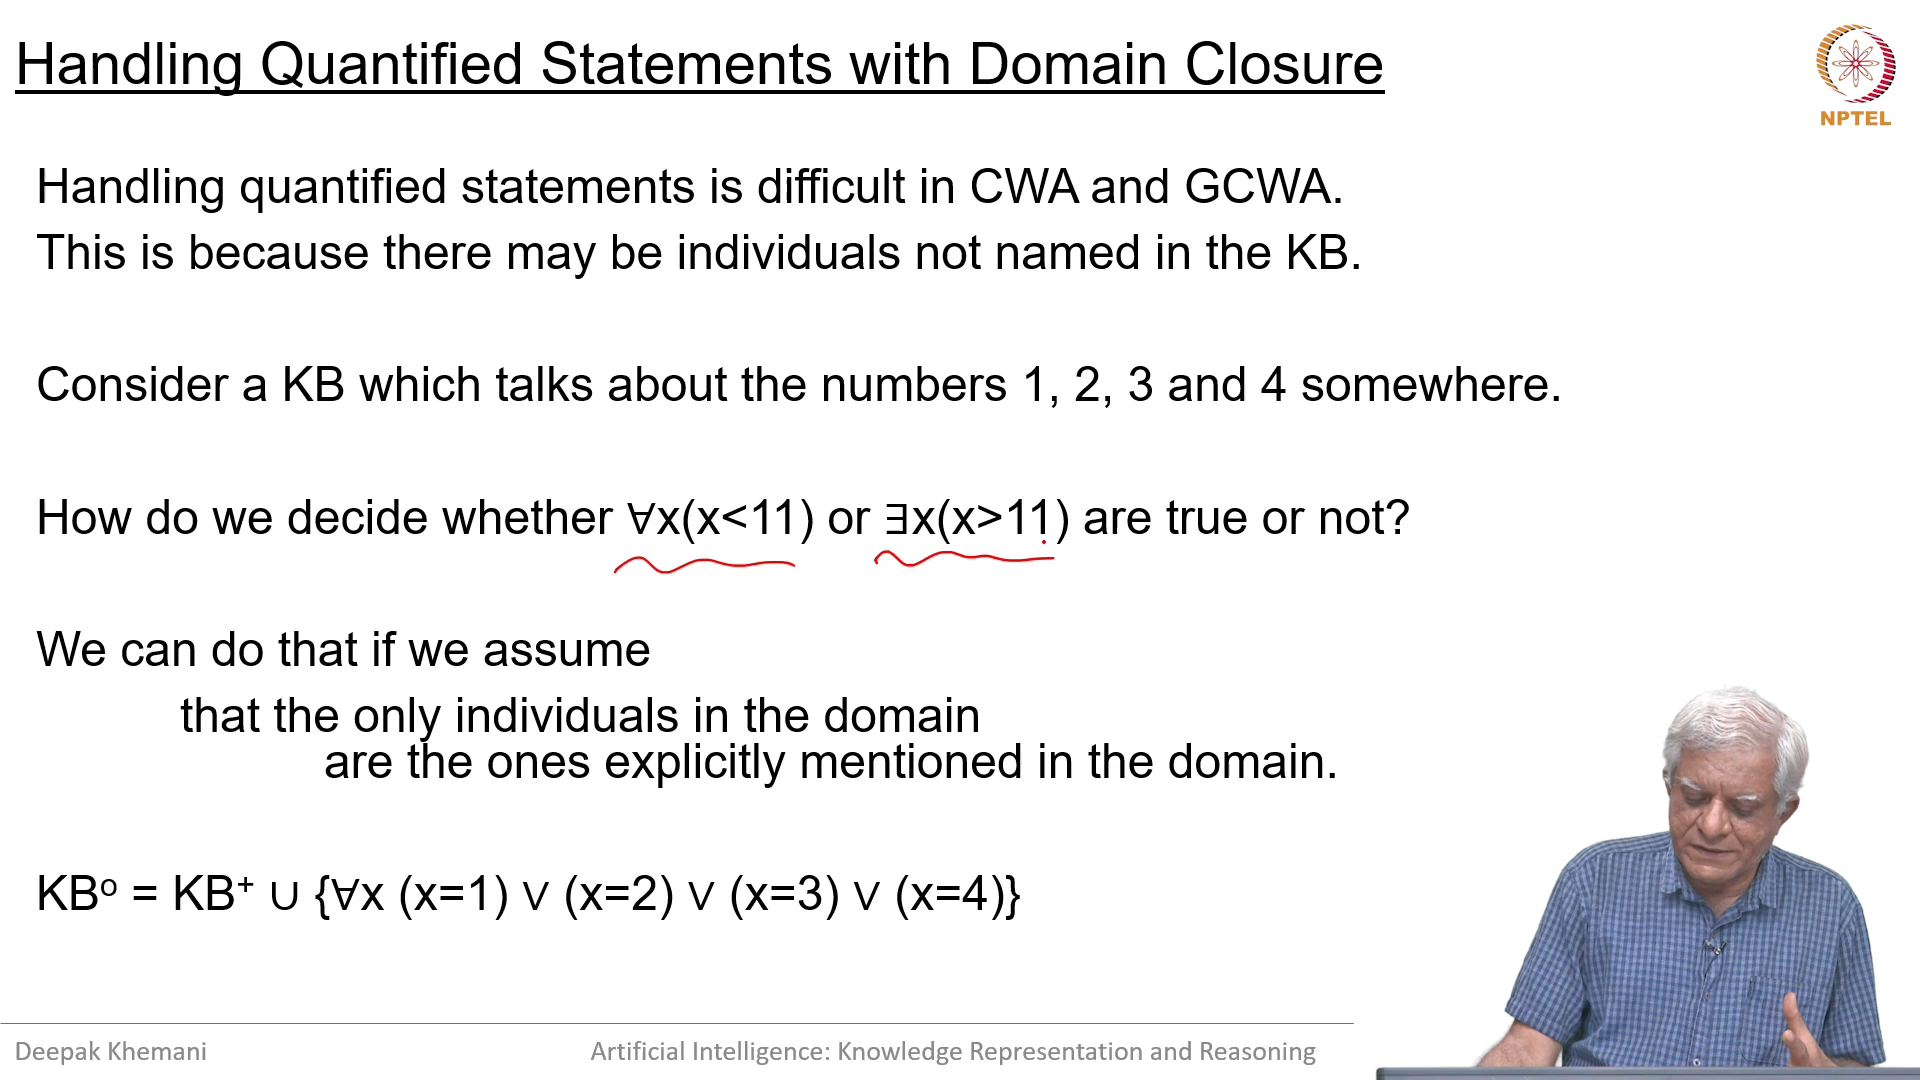 Handling Quantified Statements with Domain Closure
NPTEL
Handling quantified statements is difficult in CWA and GCWA.
This is because there may be individuals not named in the KB.
Consider a KB which talks about the numbers 1, 2, 3 and 4 somewhere.
How do we decide whether ∀x(x<11) or ∃x(x>11) are true or not?
We can do that if we assume
that the only individuals in the domain
are the ones explicitly mentioned in the domain.
KBº = KB⁺ ∪ {∀x (x=1) ∨ (x=2) ∨ (x=3) ∨ (x=4)}
Deepak Khemani
Artificial Intelligence: Knowledge Representation and Reasoning